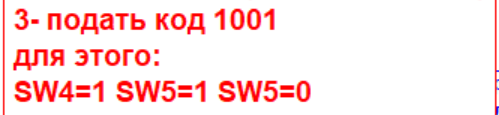 3- подать код 1001
для этого:
SW4=1 SW5=1 SW5=0